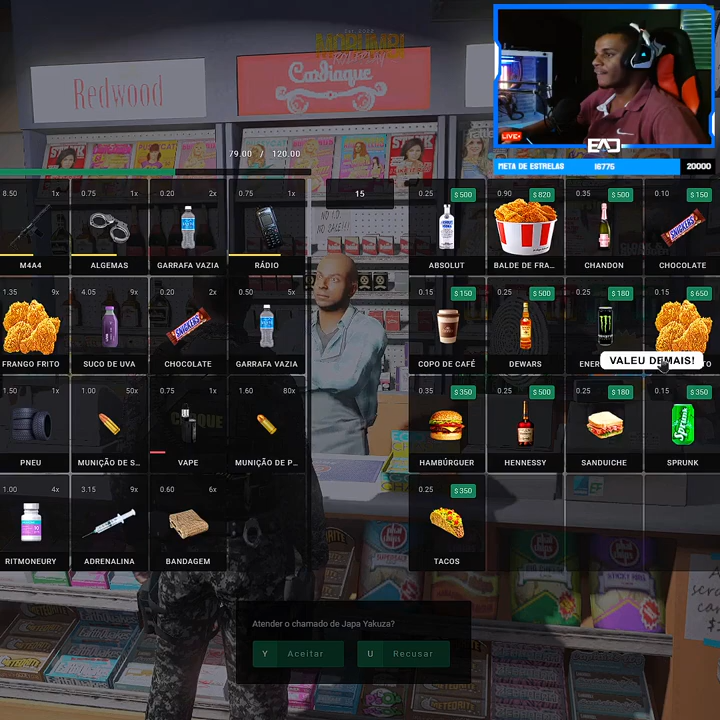 MORUMBI
Redwood
Cardiaque
LIVE
EAJ
META DE ESTRELAS 16775 20000
79.00 / 120.00
15
8.50 1x
0.75 1x
0.20 2x
0.75 1x
0.25 $ 500
0.90 $ 820
0.35 $ 500
0.10 $ 150
NO I.D.
NO SALE!!!
M4A4
ALGEMAS
GARRAFA VAZIA
RÁDIO
ABSOLUT
BALDE DE FRA...
CHANDON
CHOCOLATE
1.35 9x
4.05 9x
0.20 2x
0.50 5x
0.15 $ 150
0.25 $ 500
0.25 $ 180
0.15 $ 650
FRANGO FRITO
SUCO DE UVA
CHOCOLATE
GARRAFA VAZIA
COPO DE CAFÉ
DEWARS
VALEU DEMAIS!
1x
1.00 50x
1x
1.60 80x
0.35 $ 350
0.25 $ 500
0.25 $ 180
0.15 $ 350
PNEU
MUNIÇÃO DE S...
VAPE
MUNIÇÃO DE P...
HAMBÚRGUER
HENNESSY
SANDUICHE
SPRUNK
1.00 4x
3.15 9x
0.60 4x
0.25 $ 350
RITMONEURY
ADRENALINA
BANDAGEM
TACOS
Atender o chamado de Japa Yakuza?
Y Aceitar
U Recusar